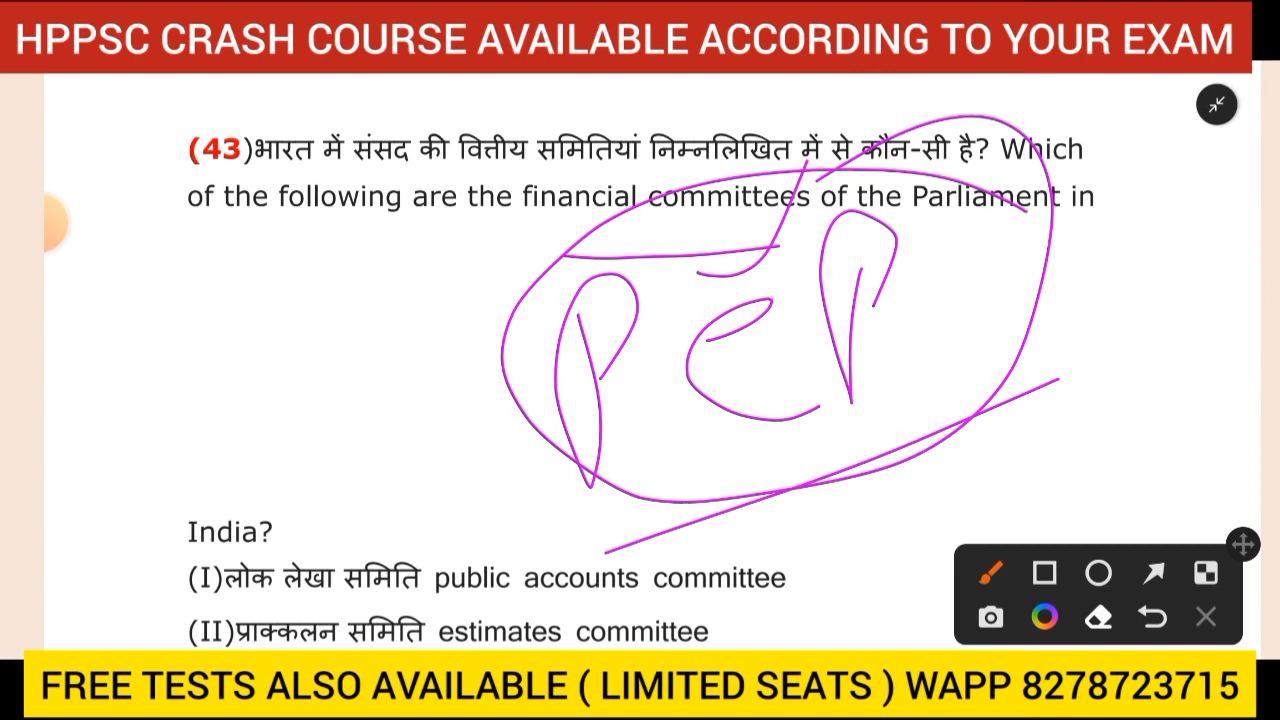 HPPSC CRASH COURSE AVAILABLE ACCORDING TO YOUR EXAM
(43)भारत में संसद की वित्तीय समितियां निम्नलिखित में से कौन-सी है? Which
of the following are the financial committees of the Parliament in
PeP
India?
(I)लोक लेखा समिति public accounts committee
(II)प्राक्कलन समिति estimates committee
FREE TESTS ALSO AVAILABLE ( LIMITED SEATS ) WAPP 8278723715